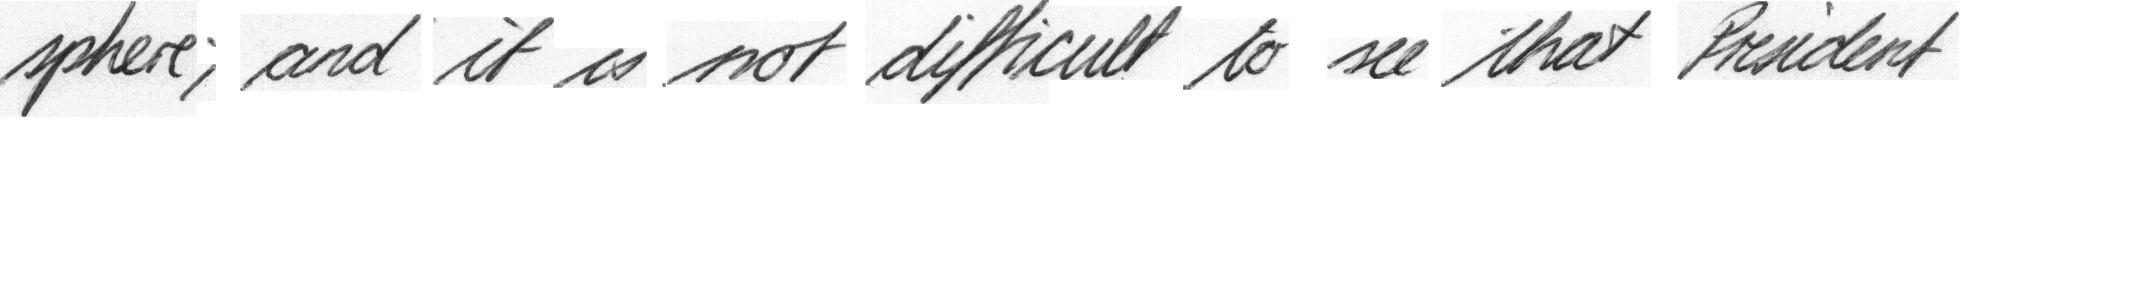 sphere; and it is not difficult to see that President